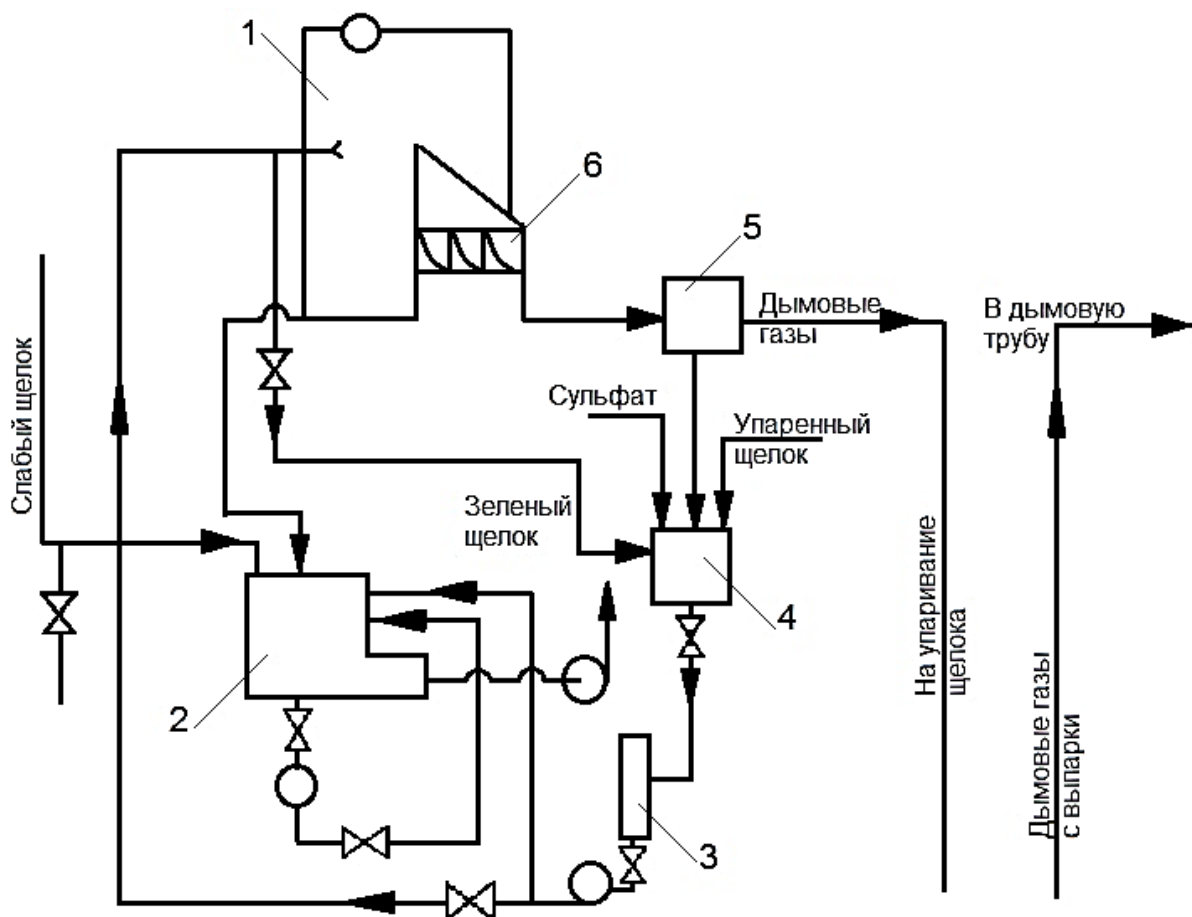 1
6
5
Дымовые
газы
В дымовую
трубу
Слабый щелок
Сульфат
Упаренный
щелок
Зеленый
щелок
4
2
3
На упаривание
щелока
Дымовые газы
с выпарки